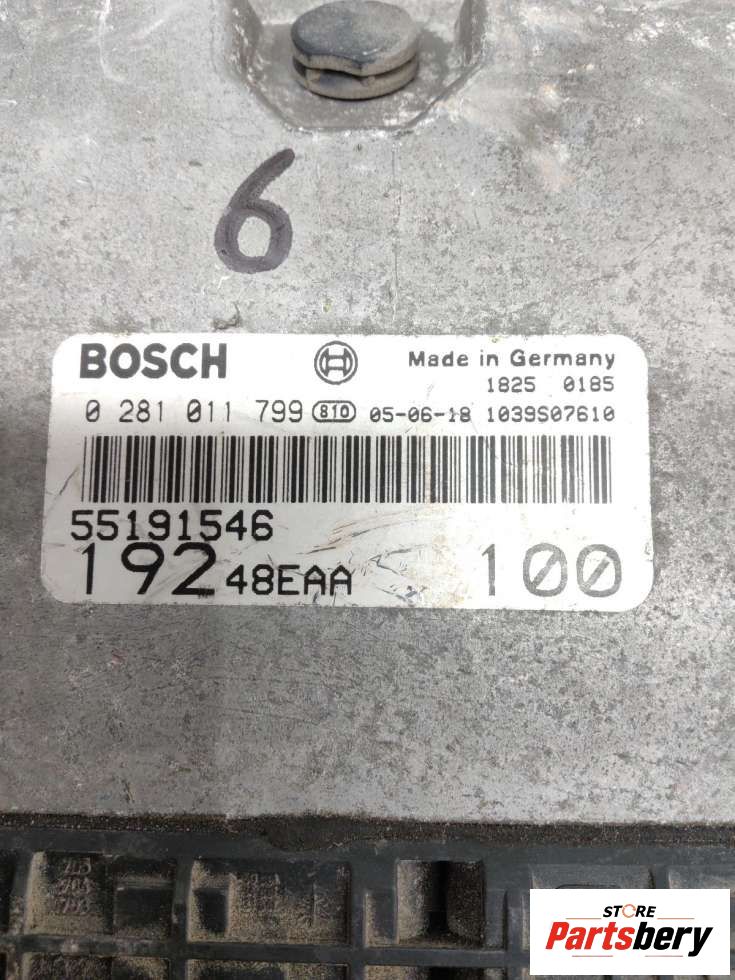 6
BOSCH Made in Germany
1825 0185
0 281 011 799 810 05-06-18 1039S07610
55191546
192 48EAA 100
STORE
Partsbery